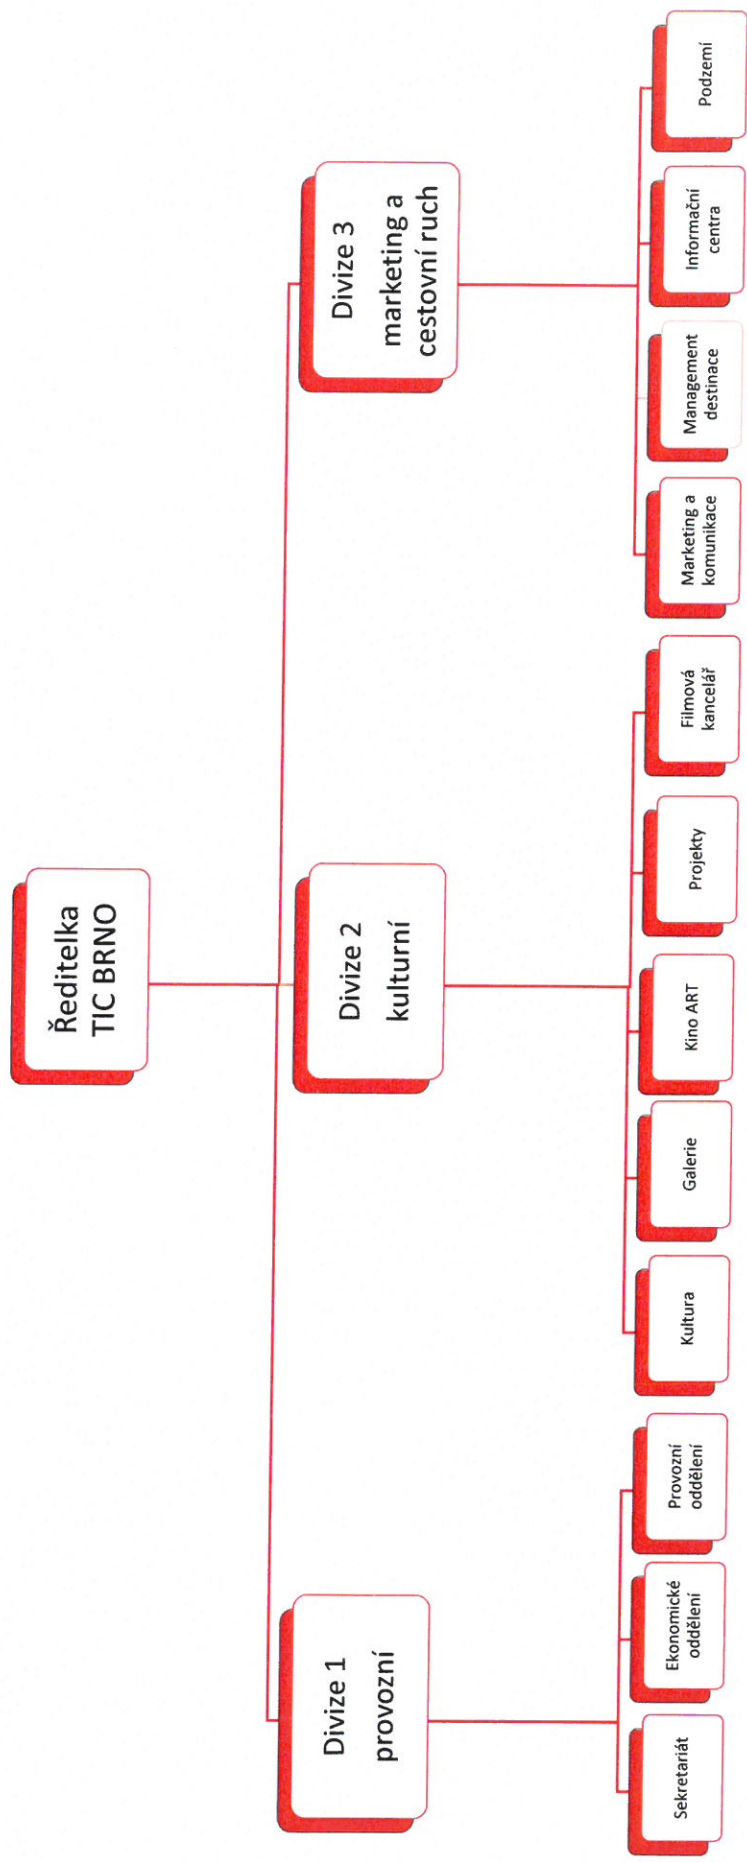 Ředitelka
TIC BRNO
Divize 1
provozní
Divize 2
kulturní
Divize 3
marketing a
cestovní ruch
Sekretariát
Ekonomické
oddělení
Provozní
oddělení
Kultura
Galerie
Kino ART
Projekty
Filmová
kancelář
Marketing a
komunikace
Management
destinace
Informační
centra
Podzemí